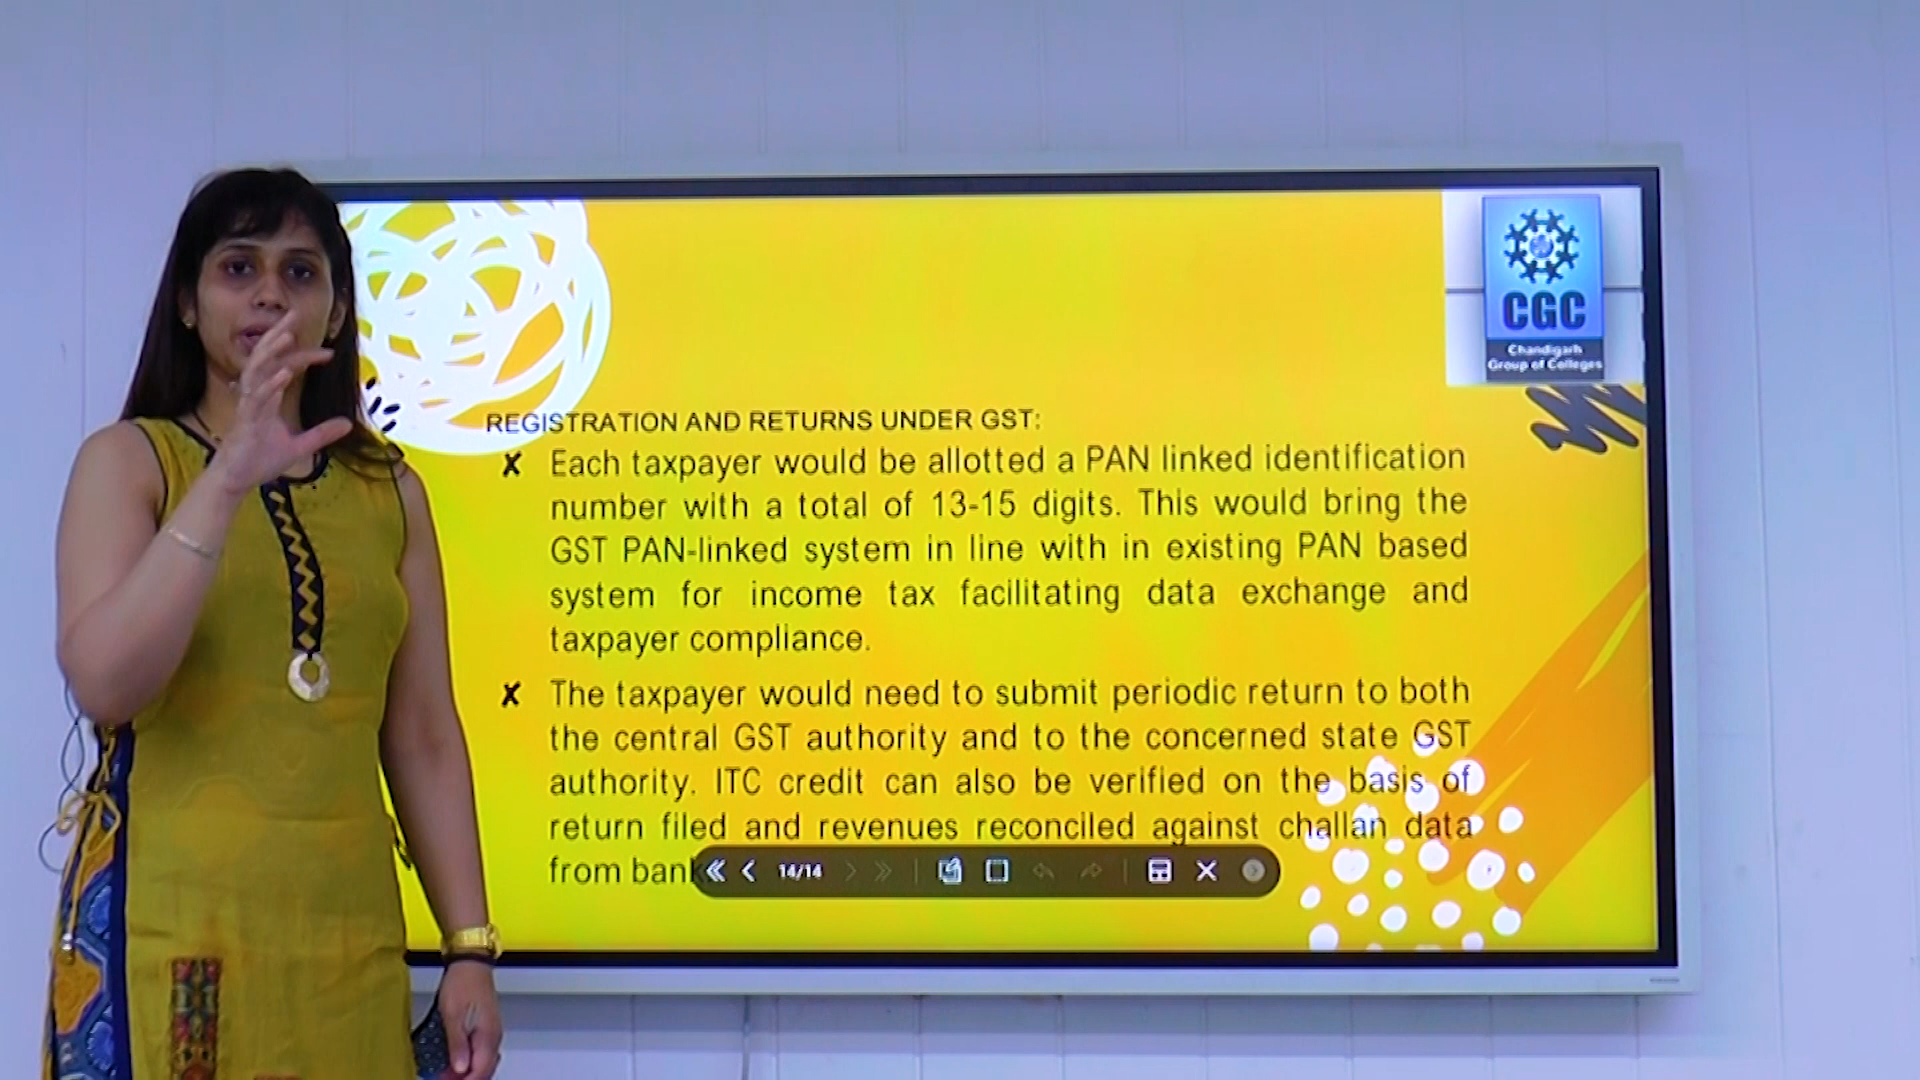 CGC
Chandigarh
Group of Colleges
REGISTRATION AND RETURNS UNDER GST:
✗ Each taxpayer would be allotted a PAN linked identification
number with a total of 13-15 digits. This would bring the
GST PAN-linked system in line with in existing PAN based
system for income tax facilitating data exchange and
taxpayer compliance.
✗ The taxpayer would need to submit periodic return to both
the central GST authority and to the concerned state GST
authority. ITC credit can also be verified on the basis of
return filed and revenues reconciled against challan data
from bank
14/14